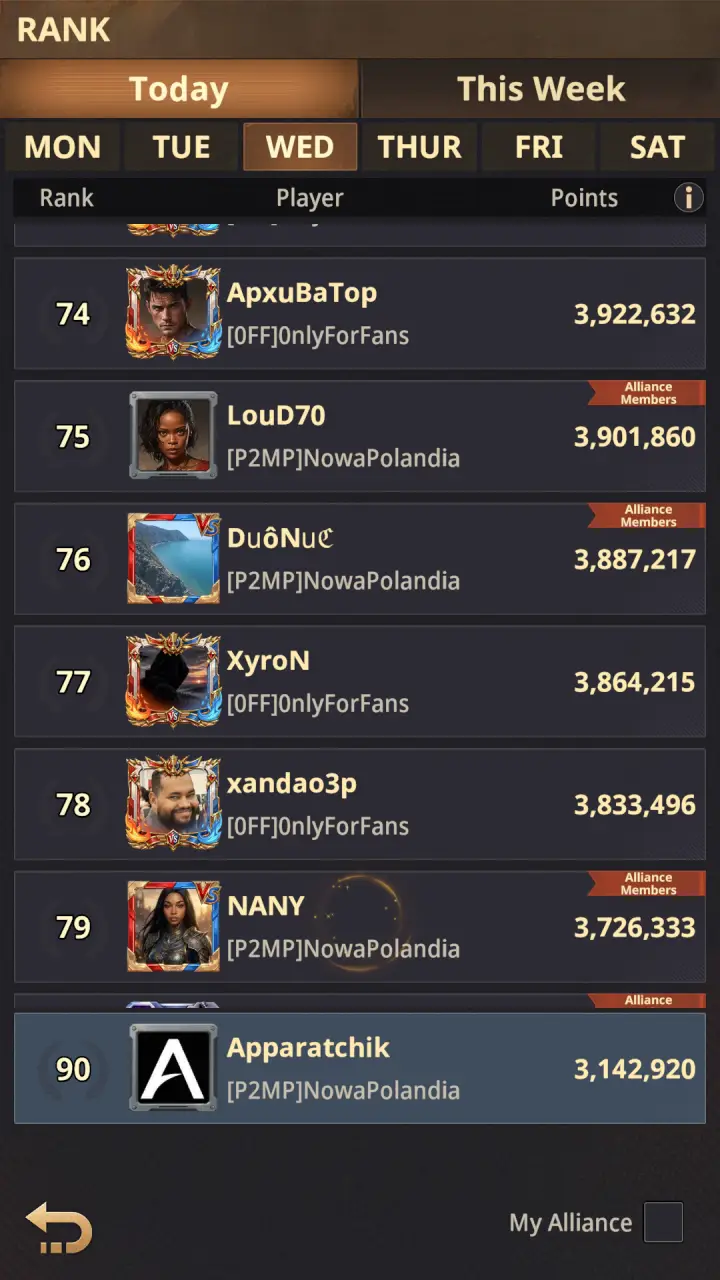 RANK
Today
This Week
MON TUE WED THUR FRI SAT
Rank Player Points
74
ApxuBaTop
[0FF]0nlyForFans
3,922,632
75
LouD70
[P2MP]NowaPolandia
Alliance
Members
3,901,860
76
DuôNuℭ
[P2MP]NowaPolandia
Alliance
Members
3,887,217
77
XyroN
[0FF]0nlyForFans
3,864,215
78
xandao3p
[0FF]0nlyForFans
3,833,496
79
NANY
[P2MP]NowaPolandia
Alliance
Members
3,726,333
Alliance
90
Apparatchik
[P2MP]NowaPolandia
3,142,920
My Alliance